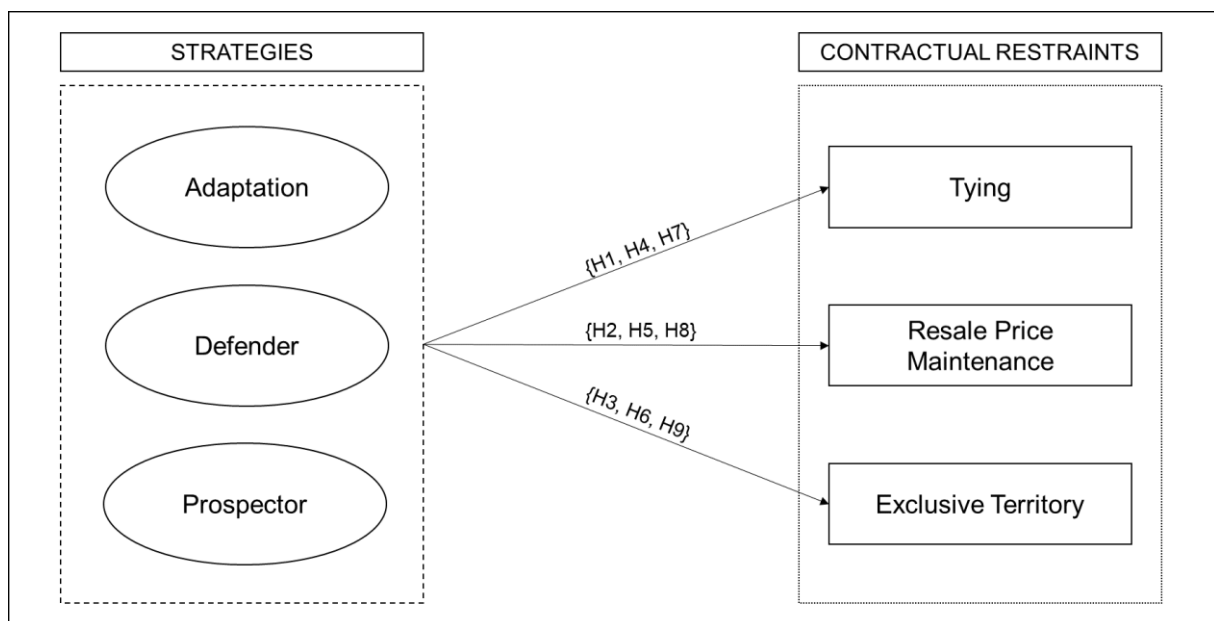 STRATEGIES
CONTRACTUAL RESTRAINTS
Adaptation
Defender
Prospector
{H1, H4, H7}
{H2, H5, H8}
{H3, H6, H9}
Tying
Resale Price
Maintenance
Exclusive Territory